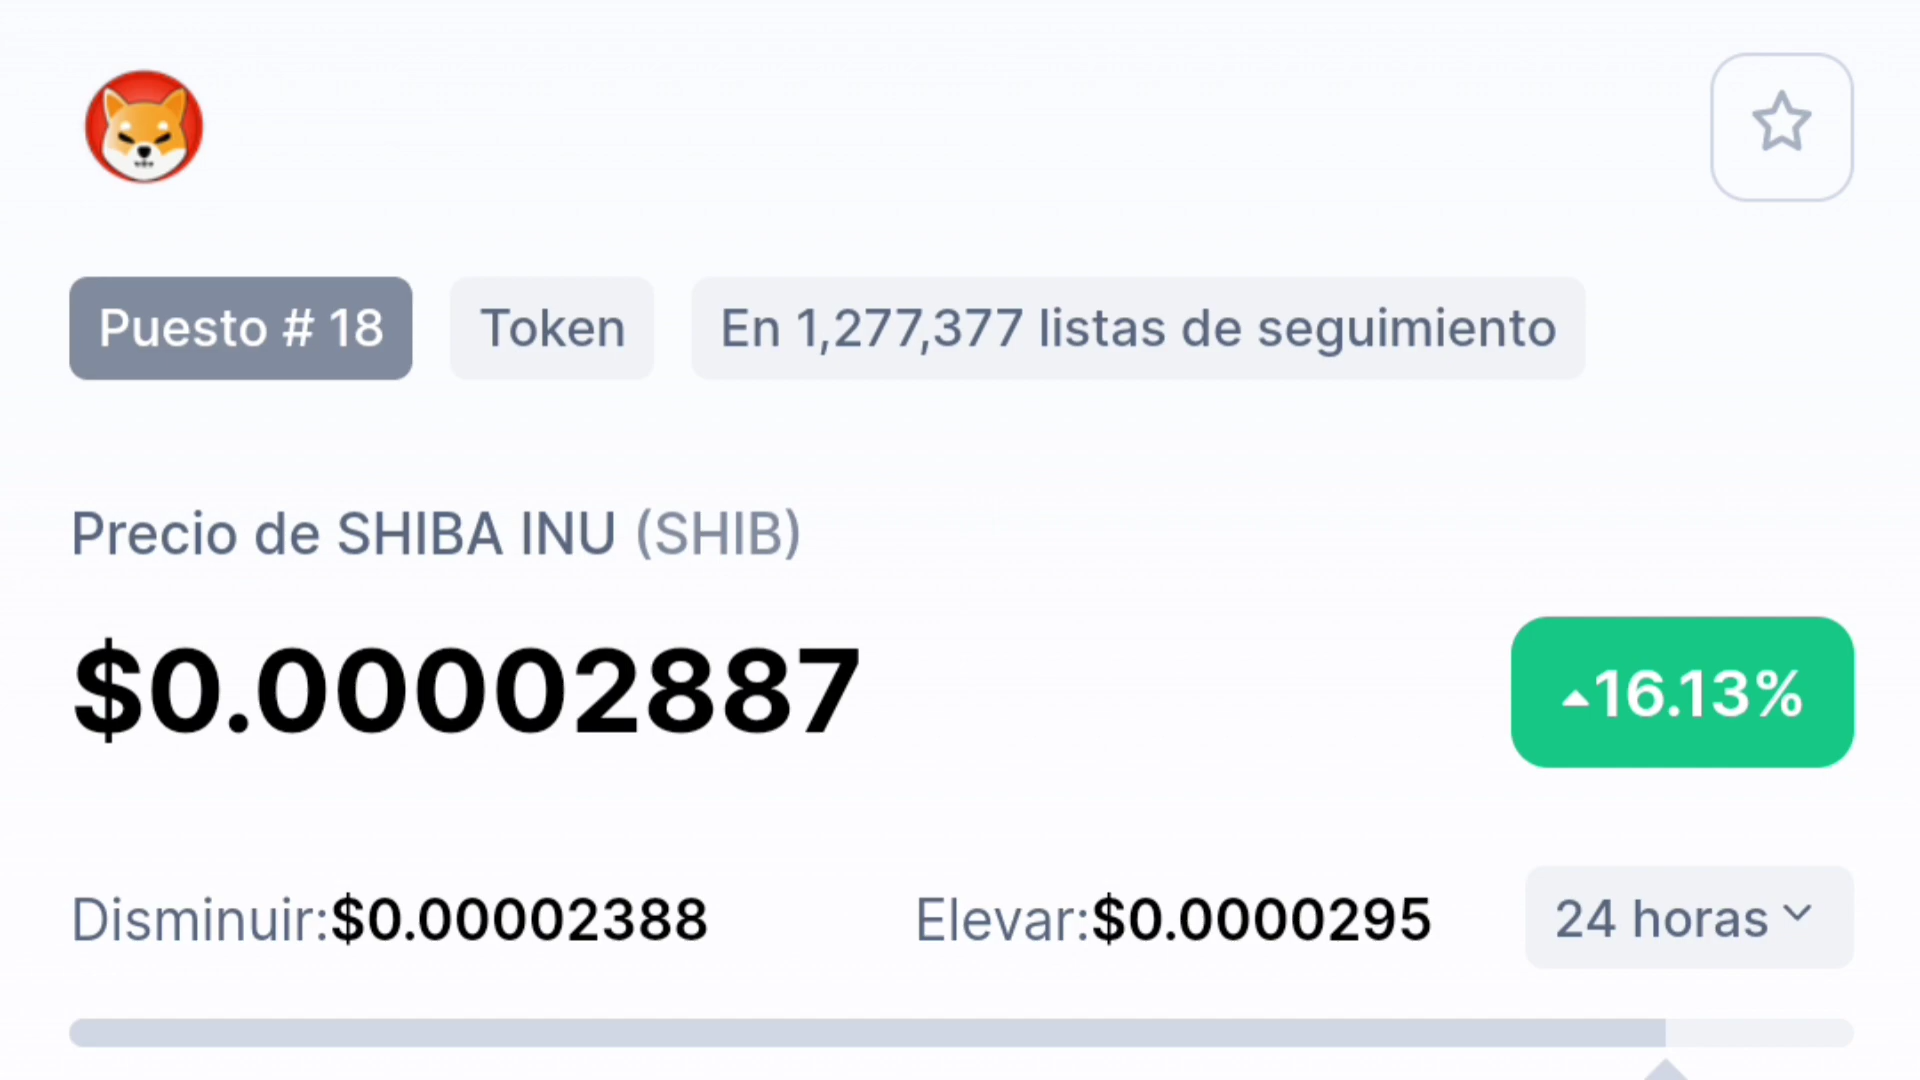 Puesto # 18 Token En 1,277,377 listas de seguimiento
Precio de SHIBA INU (SHIB)
$0.00002887 16.13%
Disminuir:$0.00002388 Elevar:$0.0000295 24 horas